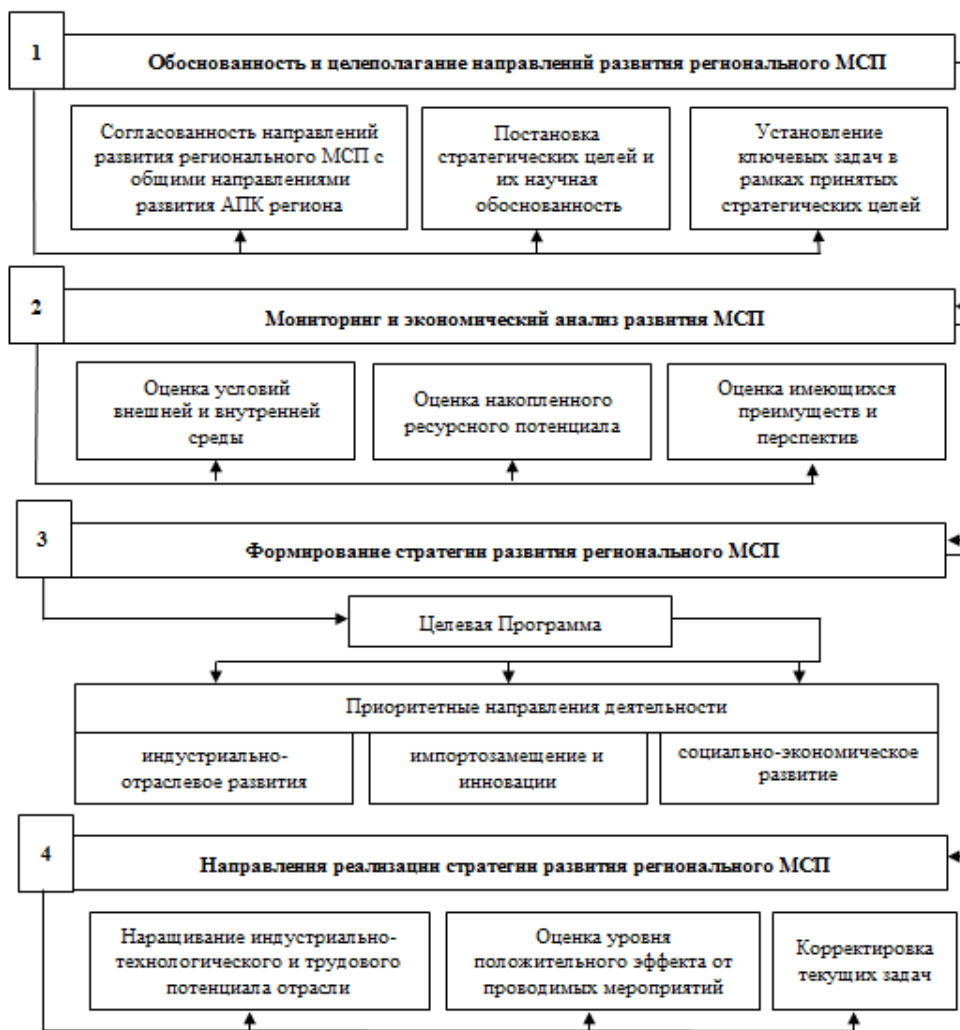 1
Обоснованность и целеполагание направлений развития регионального МСП
Согласованность направлений
развития регионального МСП с
общими направлениями
развития АПК региона
Постановка
стратегических целей и
их научная
обоснованность
Установление
ключевых задач в
рамках принятых
стратегических целей
2
Мониторинг и экономический анализ развития МСП
Оценка условий
внешней и внутренней
среды
Оценка накопленного
ресурсного потенциала
Оценка имеющихся
преимуществ и
перспектив
3
Формирование стратегии развития регионального МСП
Целевая Программа
Приоритетные направления деятельности
индустриально-
отраслевое развития
импортозамещение и
инновации
социально-экономическое
развитие
4
Направления реализации стратегии развития регионального МСП
Наращивание индустриально-
технологического и трудового
потенциала отрасли
Оценка уровня
положительного эффекта от
проводимых мероприятий
Корректировка
текущих задач